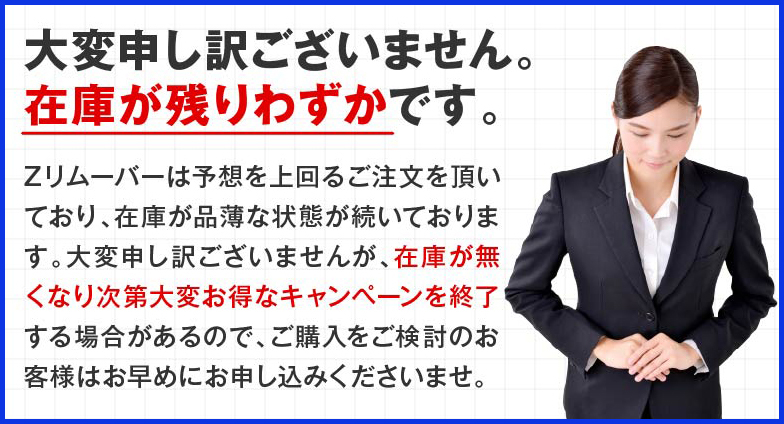 大変申し訳ございません。
在庫が残りわずかです。
Zリムーバーは予想を上回るご注文を頂い
ており、在庫が品薄な状態が続いておりま
す。大変申し訳ございませんが、在庫が無
くなり次第大変お得なキャンペーンを終了
する場合があるので、ご購入をご検討のお
客様はお早めにお申し込みくださいませ。